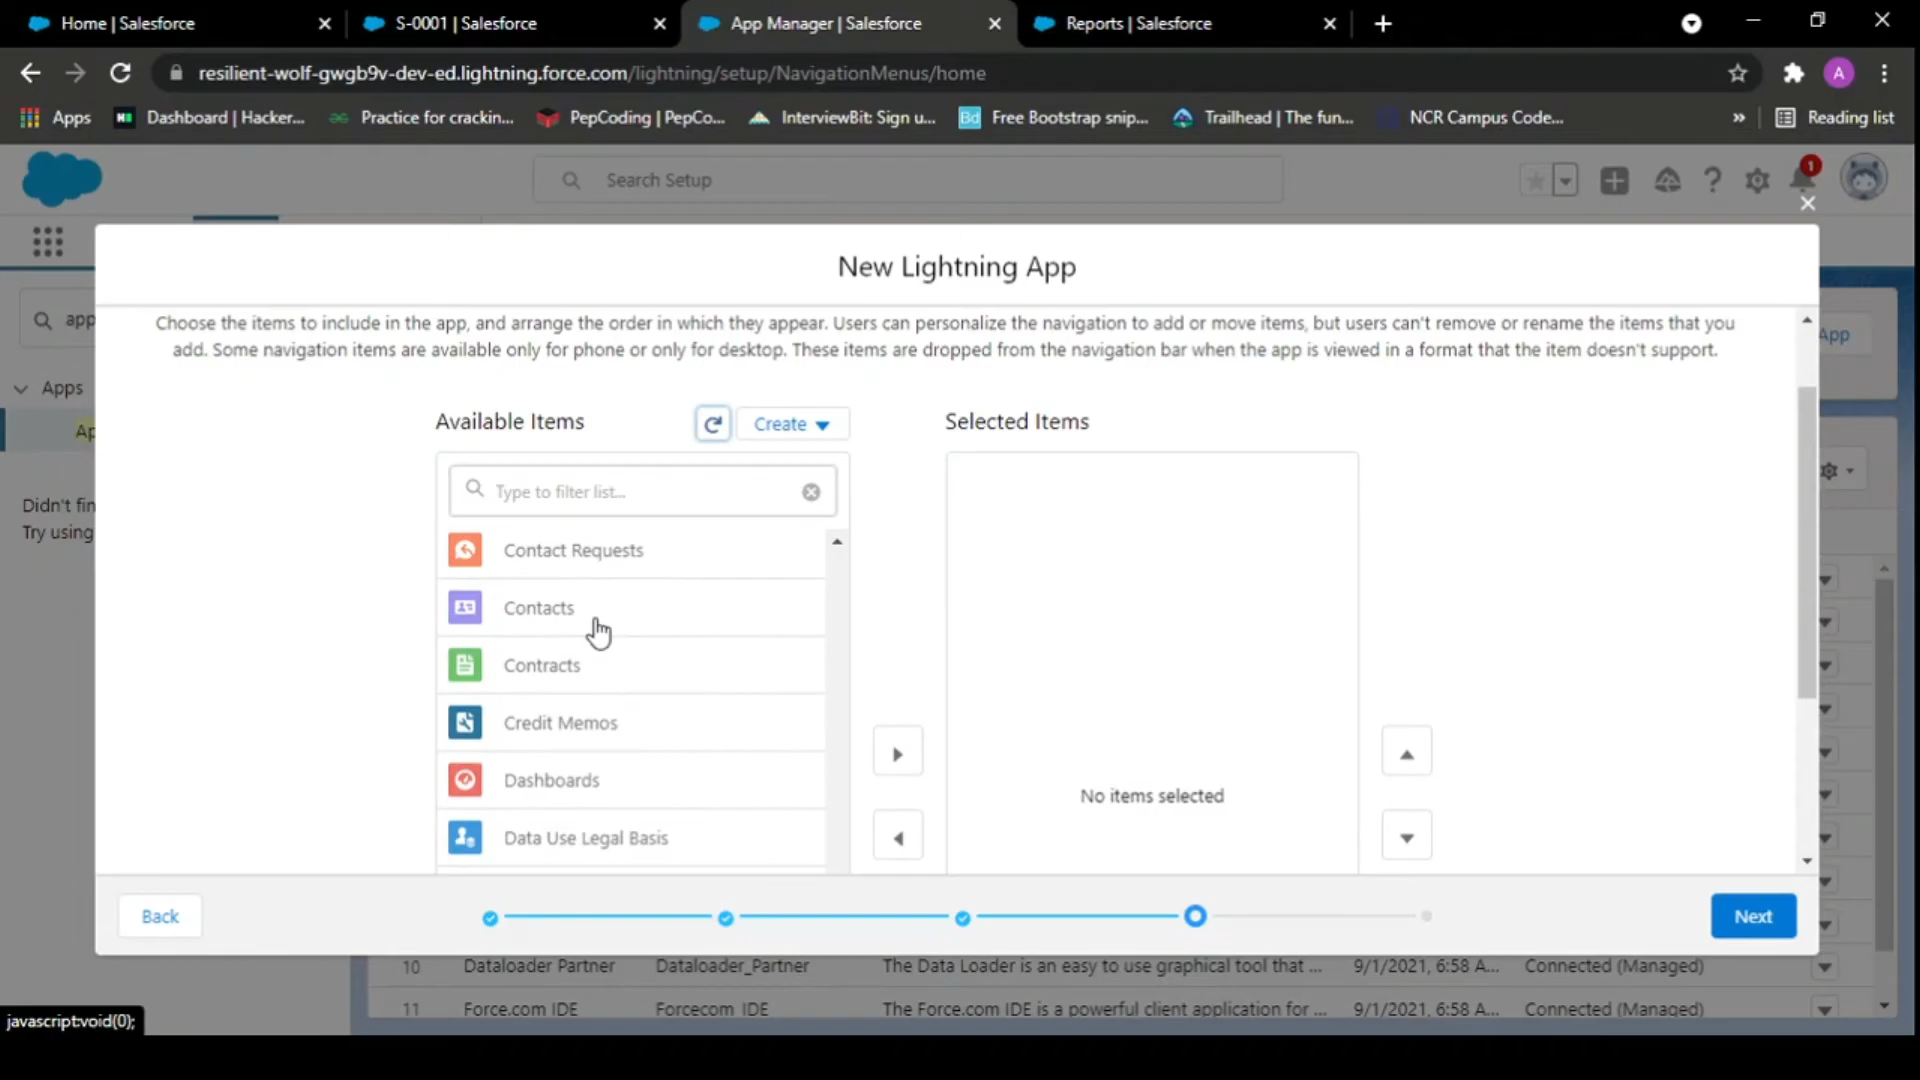 Home | Salesforce
S-0001 | Salesforce
App Manager | Salesforce
Reports | Salesforce
resilient-wolf-gwgb9v-dev-ed.lightning.force.com/lightning/setup/NavigationMenus/home
A
Apps
Dashboard | Hacker...
Practice for crackin...
PepCoding | PepCo...
InterviewBit: Sign u...
Bd
Free Bootstrap snip...
Trailhead | The fun...
NCR Campus Code...
»
Reading list
Search Setup
1
New Lightning App
app
Apps
Ap
Didn't fin
Try using
App
Choose the items to include in the app, and arrange the order in which they appear. Users can personalize the navigation to add or move items, but users can't remove or rename the items that you
add. Some navigation items are available only for phone or only for desktop. These items are dropped from the navigation bar when the app is viewed in a format that the item doesn't support.
Available Items
Create
Selected Items
Type to filter list...
Contact Requests
Contacts
Contracts
Credit Memos
Dashboards
Data Use Legal Basis
No items selected
Back
Next
10 Dataloader Partner Dataloader_Partner The Data Loader is an easy to use graphical tool that ... 9/1/2021, 6:58 A... Connected (Managed)
11 Force.com IDE Forcecom_IDE The Force.com IDE is a powerful client application for ... 9/1/2021, 6:58 A... Connected (Managed)
javascript:void(0);